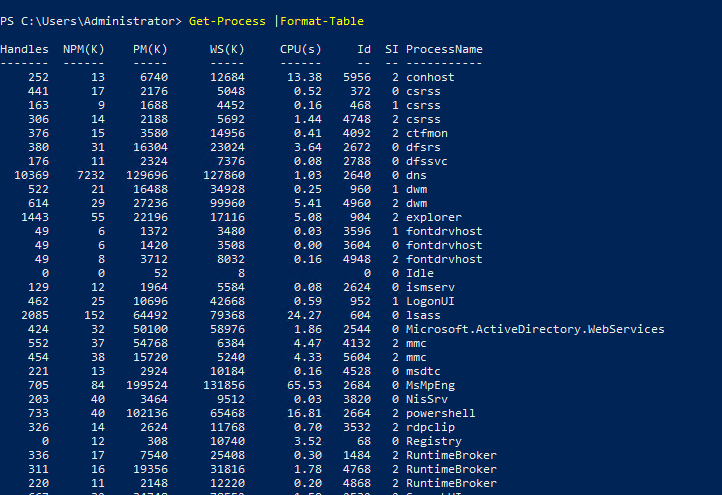 PS C:\Users\Administrator> Get-Process |Format-Table
Handles NPM(K) PM(K) WS(K) CPU(s) Id SI ProcessName
------- ------ ----- ----- ------ -- -- -----------
252 13 6740 12684 13.38 5956 2 conhost
441 17 2176 5048 0.52 372 0 csrss
163 9 1688 4452 0.16 468 1 csrss
306 14 2188 5692 1.44 4748 2 csrss
376 15 3580 14956 0.41 4092 2 ctfmon
380 31 16304 23024 3.64 2672 0 dfsrs
176 11 2324 7376 0.08 2788 0 dfssvc
10369 7232 129696 127860 1.03 2640 0 dns
522 21 16488 34928 0.25 960 1 dwm
614 29 27236 99960 5.41 4960 2 dwm
1443 55 22196 17116 5.08 904 2 explorer
49 6 1372 3480 0.03 3596 1 fontdrvhost
49 6 1420 3508 0.00 3604 0 fontdrvhost
49 8 3712 8032 0.16 4948 2 fontdrvhost
0 0 52 8 0 0 Idle
129 12 1964 5584 0.08 2624 0 ismserv
462 25 10696 42668 0.59 952 1 LogonUI
2085 152 64492 79368 24.27 604 0 lsass
424 32 50100 58976 1.86 2544 0 Microsoft.ActiveDirectory.WebServices
552 37 54768 6384 4.47 4132 2 mmc
454 38 15720 5240 4.33 5604 2 mmc
221 13 2924 10184 0.16 4528 0 msdtc
705 84 199524 131856 65.53 2684 0 MsMpEng
203 40 3464 9512 0.03 3820 0 NisSrv
733 40 102136 65468 16.81 2664 2 powershell
326 14 2624 11768 0.70 3532 2 rdpclip
0 12 308 10740 3.52 68 0 Registry
336 17 7540 25408 0.30 1484 2 RuntimeBroker
311 16 19356 31816 1.78 4768 2 RuntimeBroker
220 11 2148 12220 0.20 4868 2 RuntimeBroker